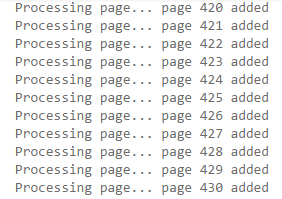 Processing page... page 420 added
Processing page... page 421 added
Processing page... page 422 added
Processing page... page 423 added
Processing page... page 424 added
Processing page... page 425 added
Processing page... page 426 added
Processing page... page 427 added
Processing page... page 428 added
Processing page... page 429 added
Processing page... page 430 added